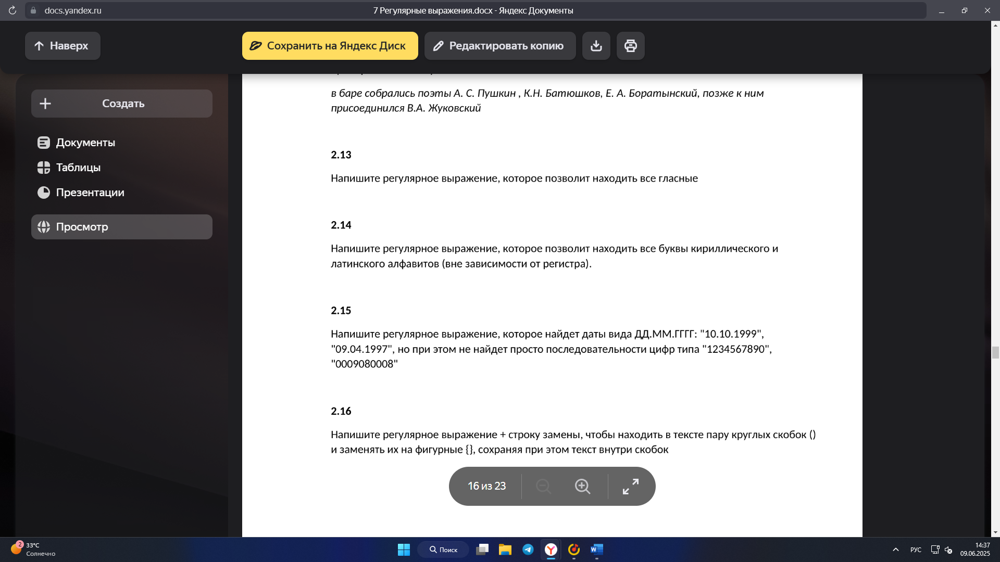 docs.yandex.ru
7 Регулярные выражения.docx - Яндекс Документы
Наверх
Сохранить на Яндекс Диск
Редактировать копию
Создать
Документы
Таблицы
Презентации
Просмотр
в баре собрались поэты А. С. Пушкин , К.Н. Батюшков, Е. А. Боратынский, позже к ним
присоединился В.А. Жуковский
2.13
Напишите регулярное выражение, которое позволит находить все гласные
2.14
Напишите регулярное выражение, которое позволит находить все буквы кириллического и
латинского алфавитов (вне зависимости от регистра).
2.15
Напишите регулярное выражение, которое найдет даты вида ДД.ММ.ГГГГ: "10.10.1999",
"09.04.1997", но при этом не найдет просто последовательности цифр типа "1234567890",
"0009080008"
2.16
Напишите регулярное выражение + строку замены, чтобы находить в тексте пару круглых скобок ()
и заменять их на фигурные {}, сохраняя при этом текст внутри скобок
16 из 23
2
33°C
Солнечно
Поиск
РУС
14:37
09.06.2025